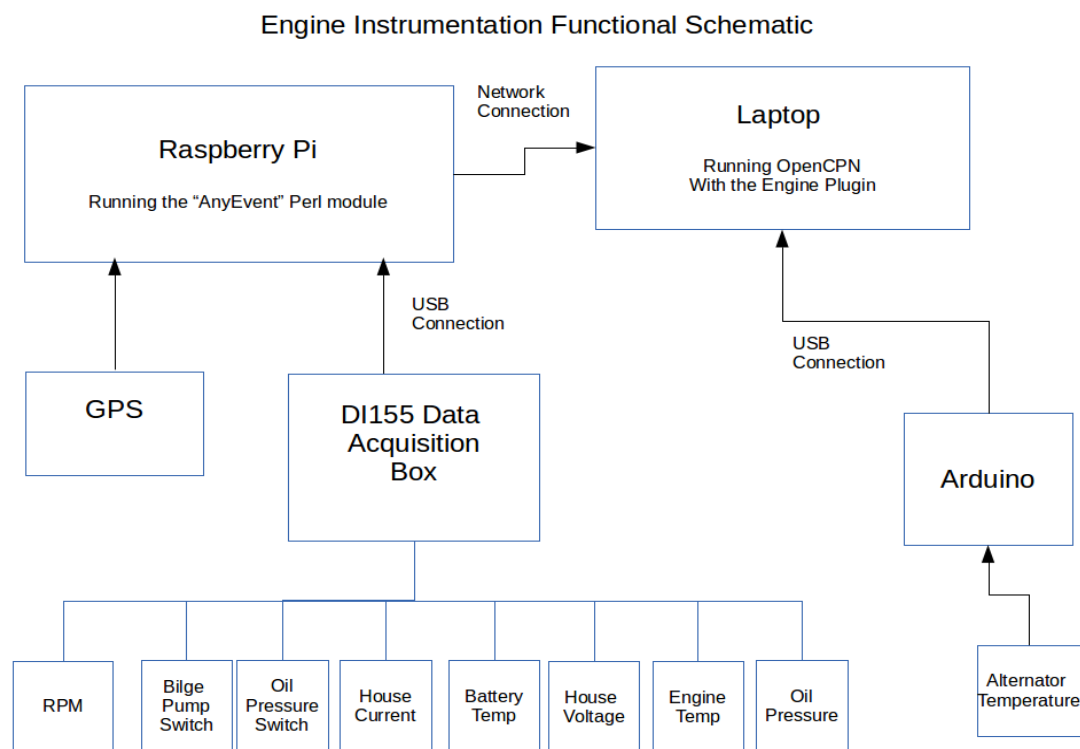 Engine Instrumentation Functional Schematic
Network
Connection
Raspberry Pi
Running the “AnyEvent” Perl module
Laptop
Running OpenCPN
With the Engine Plugin
USB
Connection
USB
Connection
GPS
DI155 Data
Acquisition
Box
Arduino
RPM
Bilge
Pump
Switch
Oil
Pressure
Switch
House
Current
Battery
Temp
House
Voltage
Engine
Temp
Oil
Pressure
Alternator
Temperature